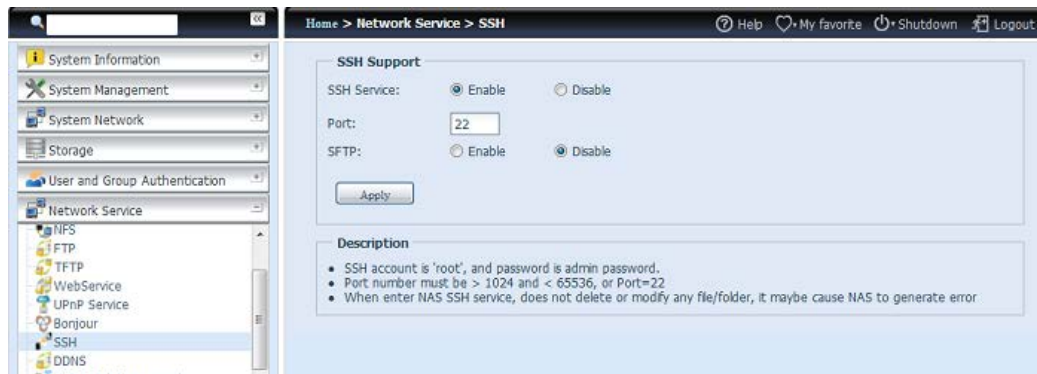 Home > Network Service > SSH
Help My favorite Shutdown Logout
System Information
System Management
System Network
Storage
User and Group Authentication
Network Service
NFS
FTP
TFTP
WebService
UPnP Service
Bonjour
SSH
DDNS
SSH Support
SSH Service: Enable Disable
Port: 22
SFTP: Enable Disable
Apply
Description
SSH account is 'root', and password is admin password.
Port number must be > 1024 and < 65536, or Port=22
When enter NAS SSH service, does not delete or modify any file/folder, it maybe cause NAS to generate error